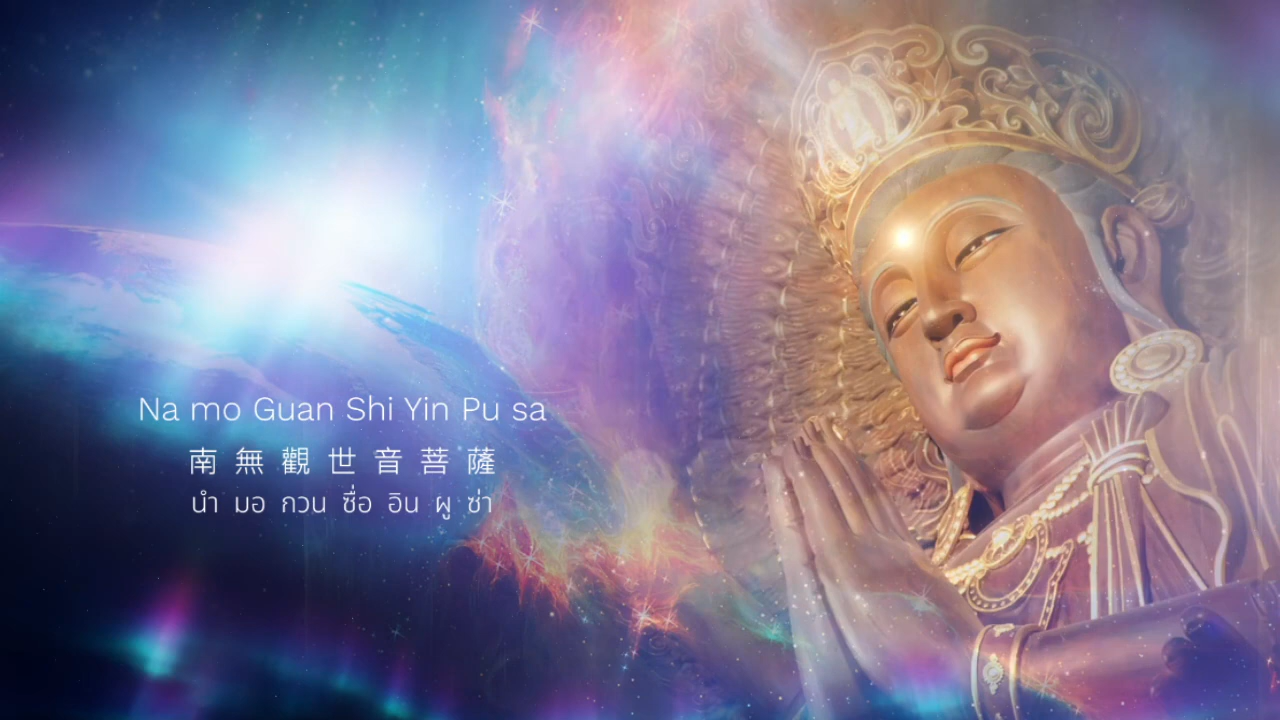 Na mo Guan Shi Yin Pu sa
南 無 觀 世 音 菩 薩
นำ มอ กวน ซื่อ อิน ผู ซ่า